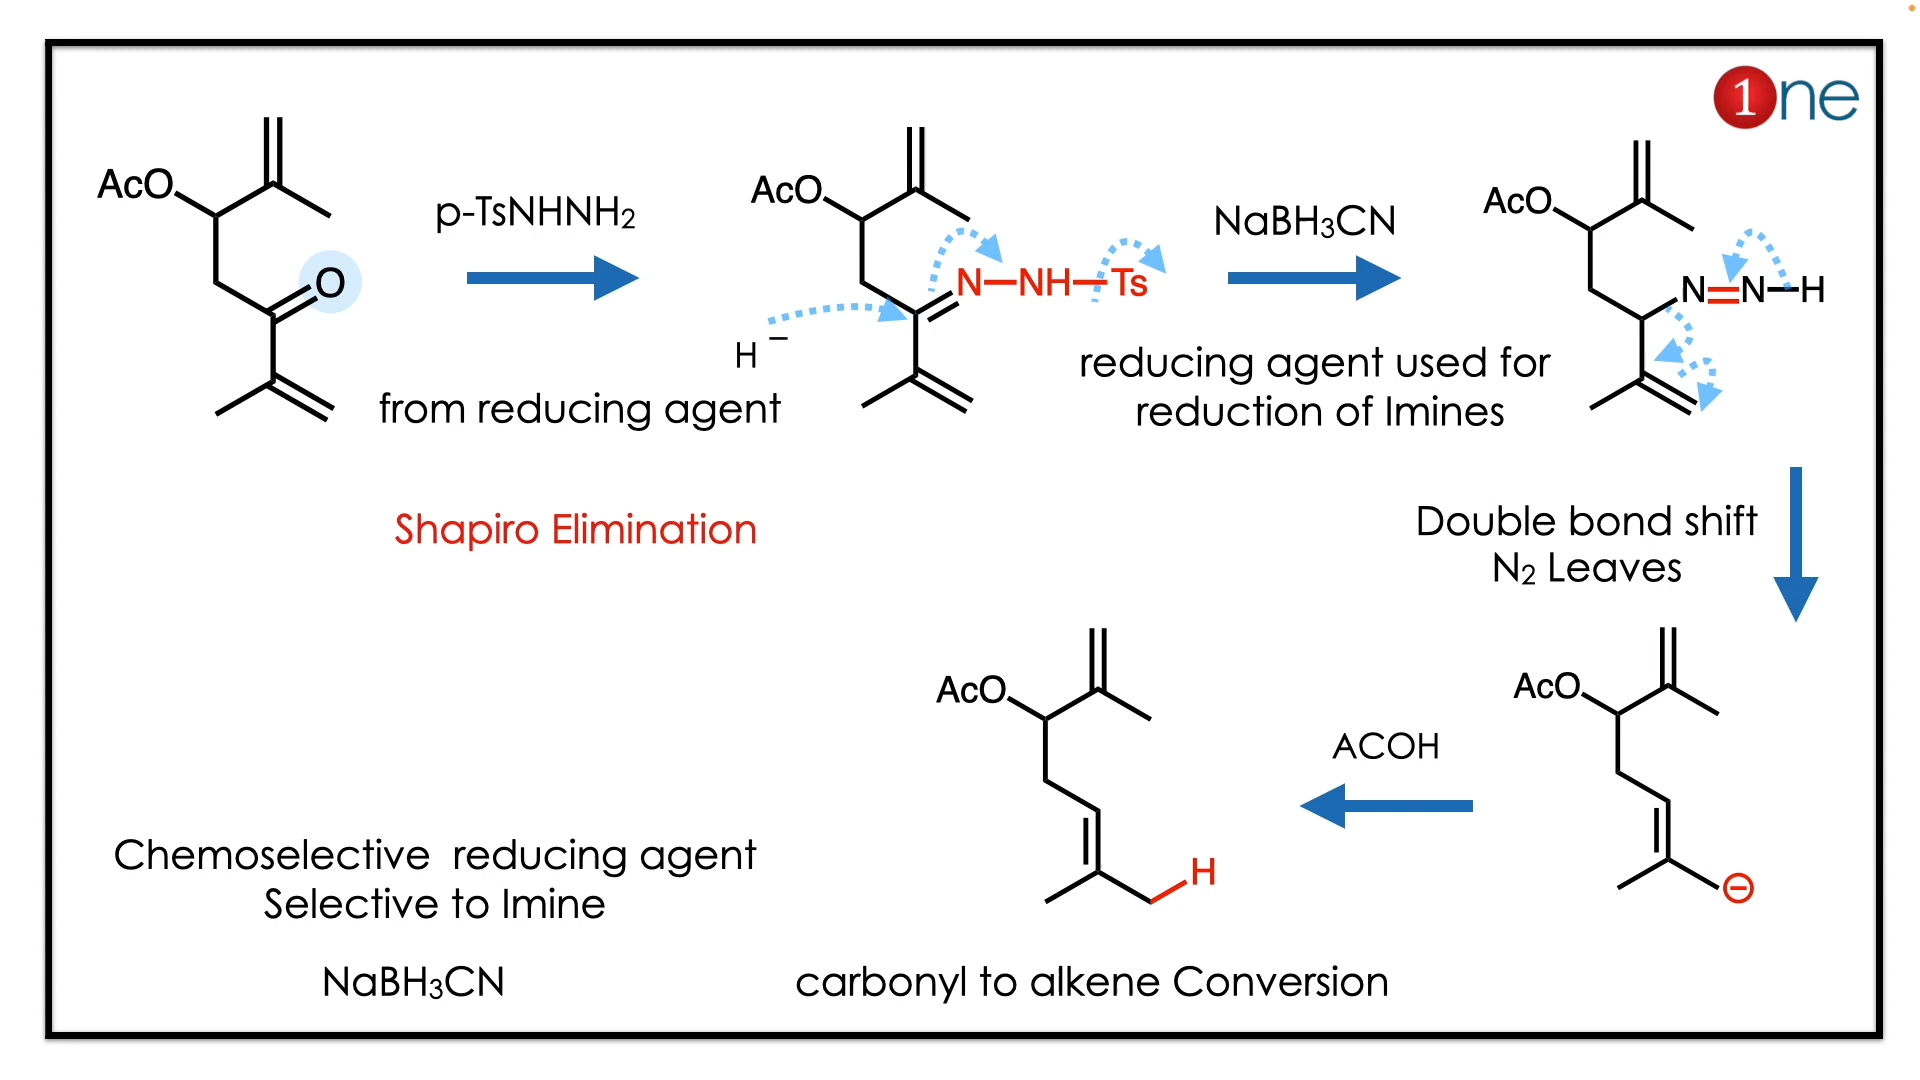 1ne
AcO
O
p-TsNHNH₂
from reducing agent
AcO
N—NH—Ts
H⁻
NaBH₃CN
reducing agent used for
reduction of Imines
AcO
N=N—H
Shapiro Elimination
Double bond shift
N₂ Leaves
AcO
H
ACOH
AcO
⊖
Chemoselective reducing agent
Selective to Imine
NaBH₃CN
carbonyl to alkene Conversion